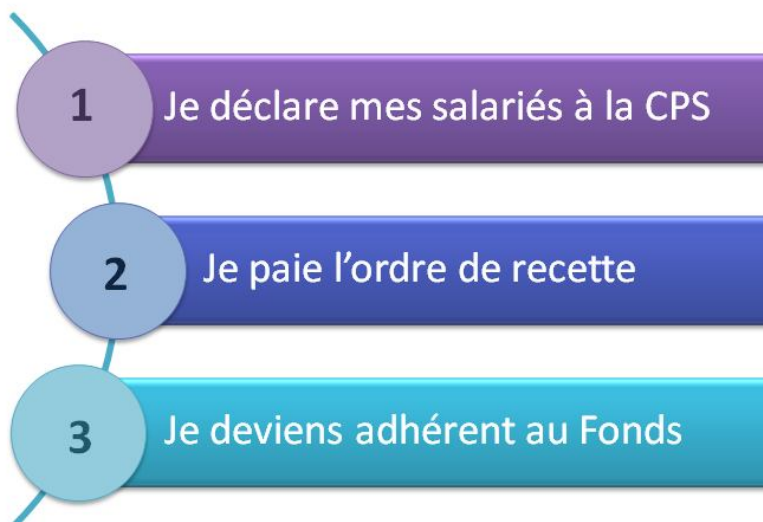 1
Je déclare mes salariés à la CPS
2
Je paie l’ordre de recette
3
Je deviens adhérent au Fonds